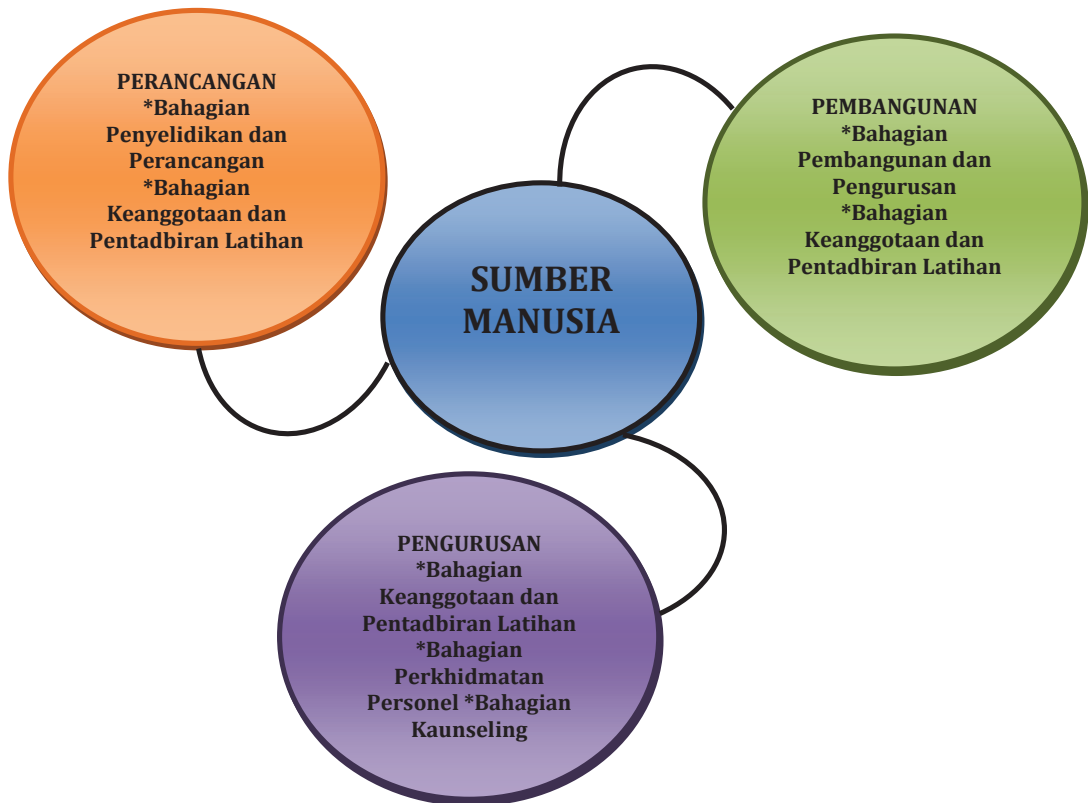 PERANCANGAN
*Bahagian
Penyelidikan dan
Perancangan
*Bahagian
Keanggotaan dan
Pentadbiran Latihan
PEMBANGUNAN
*Bahagian
Pembangunan dan
Pengurusan
*Bahagian
Keanggotaan dan
Pentadbiran Latihan
SUMBER
MANUSIA
PENGURUSAN
*Bahagian
Keanggotaan dan
Pentadbiran Latihan
*Bahagian
Perkhidmatan
Personel *Bahagian
Kaunseling